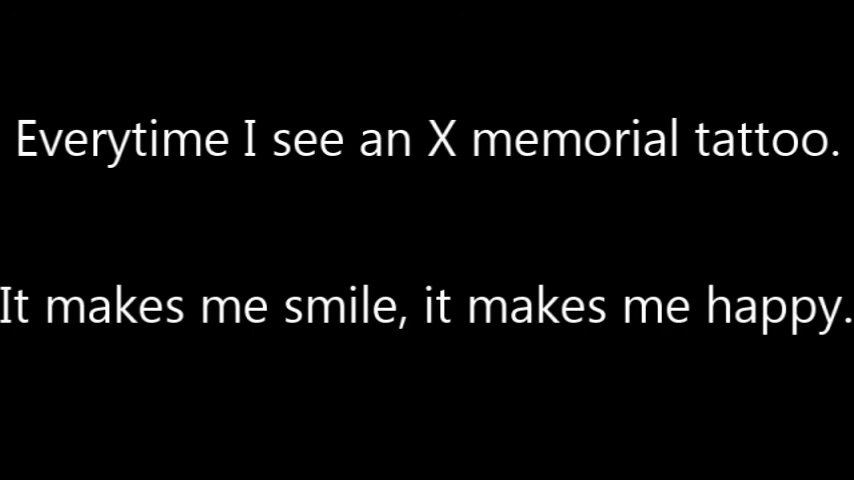 Everytime I see an X memorial tattoo.
It makes me smile, it makes me happy.